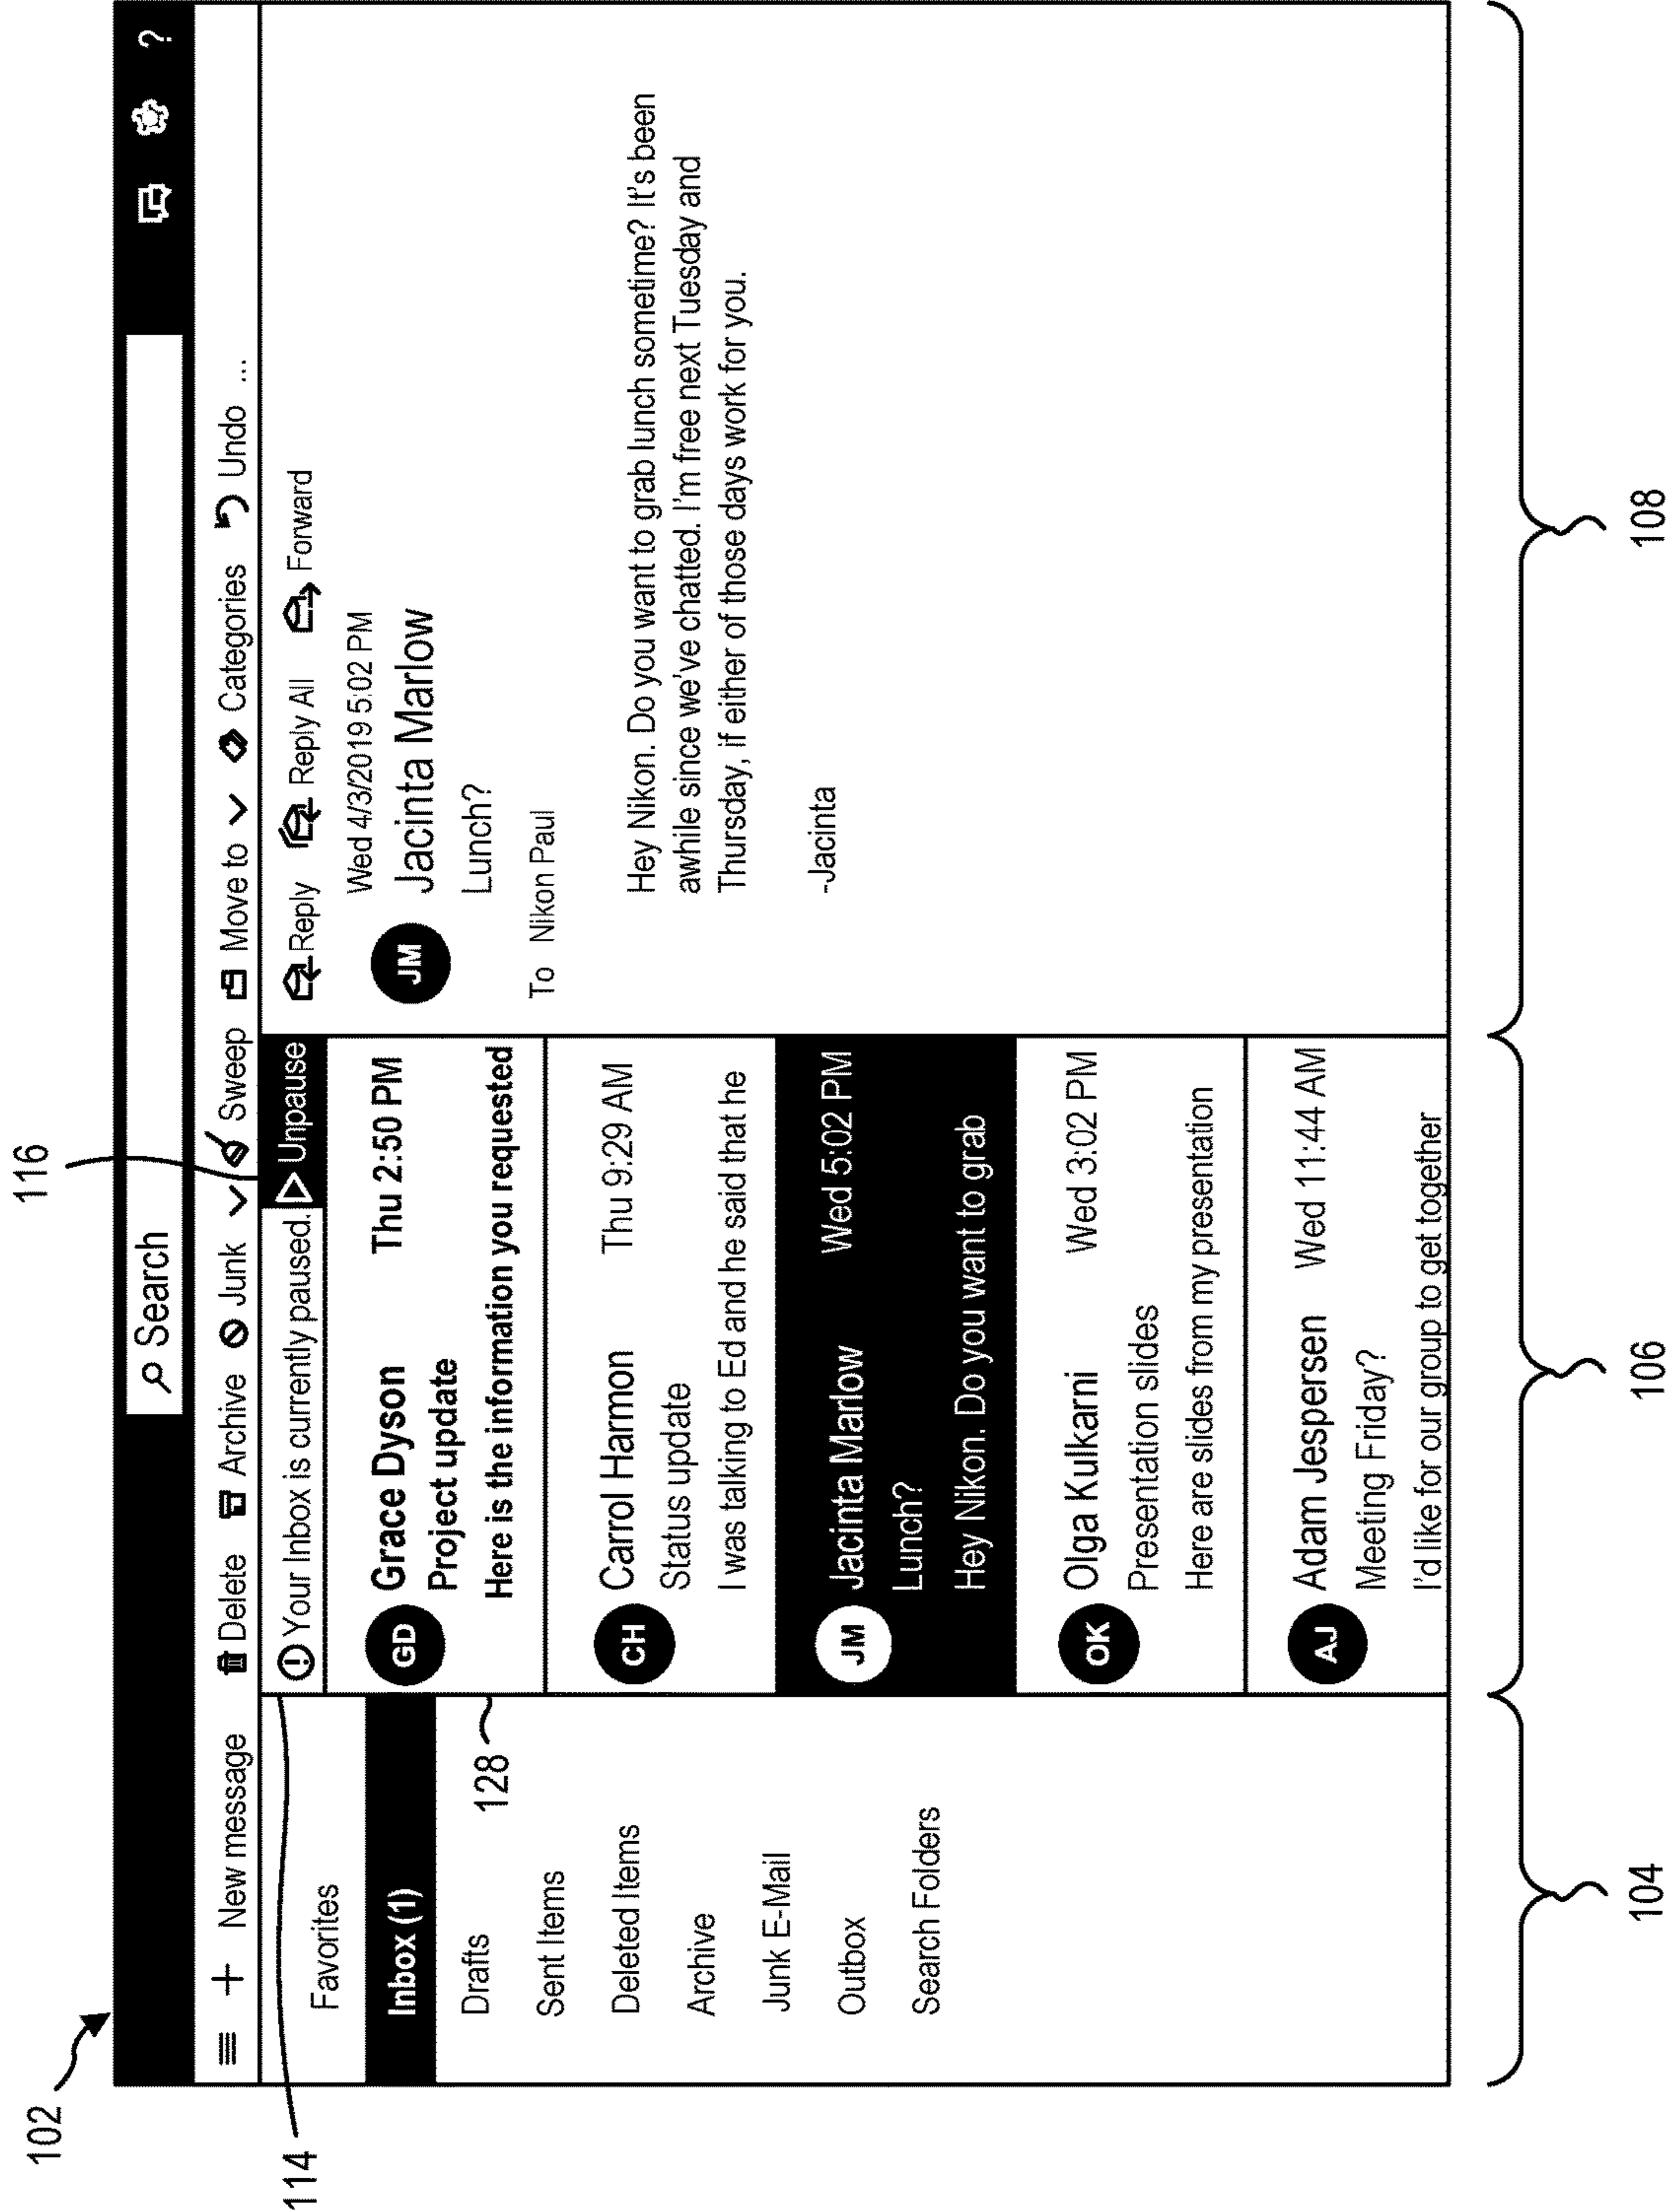 102
116
Search
?
New message
Delete
Archive
Junk
Sweep
Move to
Categories
Undo ...
114
Favorites
Inbox (1)
Drafts
Sent Items
Deleted Items
Archive
Junk E-Mail
Outbox
Search Folders
128
Your Inbox is currently paused.
Unpause
GD
Grace Dyson
Thu 2:50 PM
Project update
Here is the information you requested
CH
Carrol Harmon
Thu 9:29 AM
Status update
I was talking to Ed and he said that he
JM
Jacinta Marlow
Wed 5:02 PM
Lunch?
Hey Nikon. Do you want to grab
OK
Olga Kulkarni
Wed 3:02 PM
Presentation slides
Here are slides from my presentation
AJ
Adam Jespersen
Wed 11:44 AM
Meeting Friday?
I'd like for our group to get together
Reply
Reply All
Forward
Wed 4/3/2019 5:02 PM
JM
Jacinta Marlow
Lunch?
To Nikon Paul
Hey Nikon. Do you want to grab lunch sometime? It's been
awhile since we've chatted. I'm free next Tuesday and
Thursday, if either of those days work for you.
-Jacinta
104
106
108